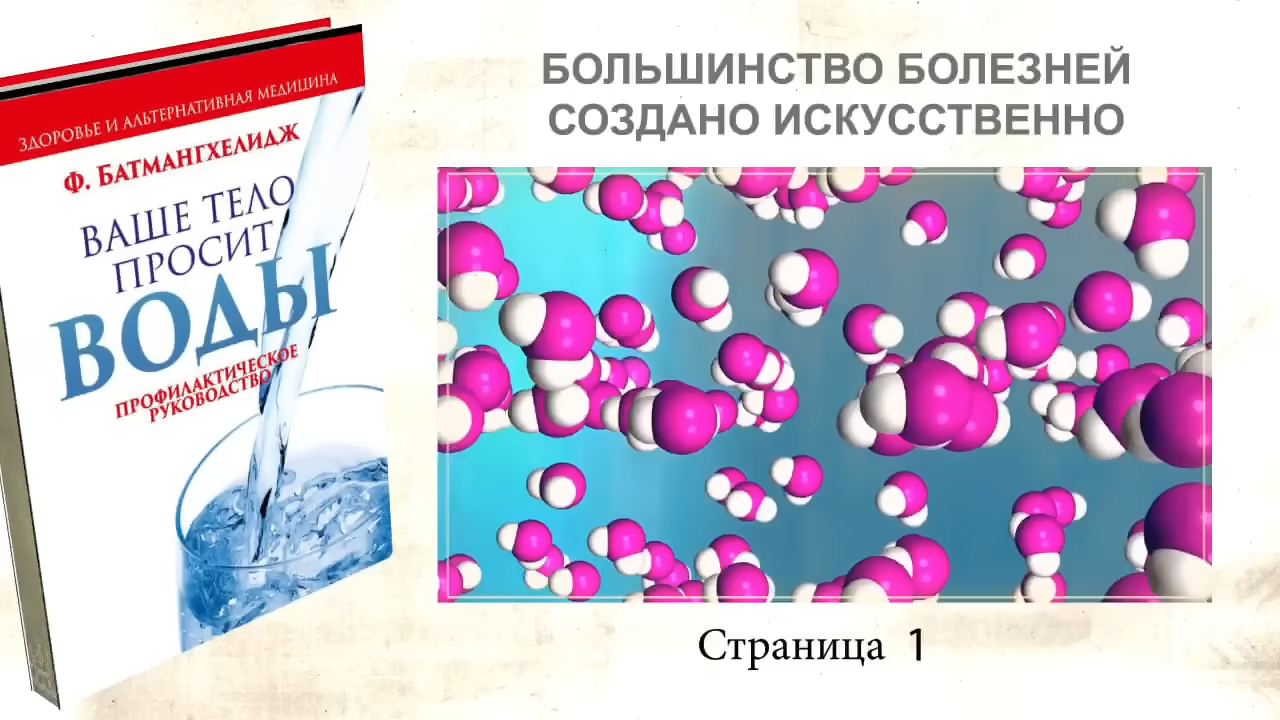 ЗДОРОВЬЕ И АЛЬТЕРНАТИВНАЯ МЕДИЦИНА
Ф. БАТМАНГХЕЛИДЖ
ВАШЕ ТЕЛО
ПРОСИТ
ВОДЫ
ПРОФИЛАКТИЧЕСКОЕ
РУКОВОДСТВО
БОЛЬШИНСТВО БОЛЕЗНЕЙ
СОЗДАНО ИСКУССТВЕННО
Страница 1